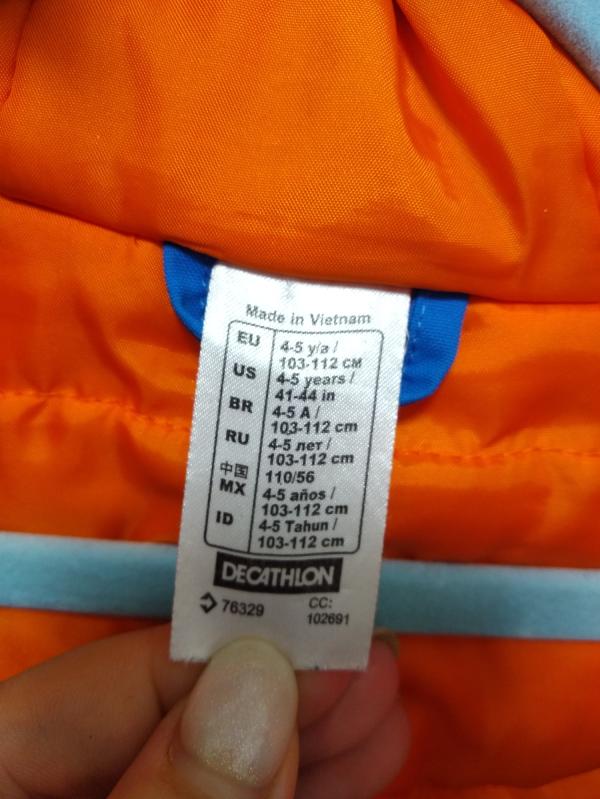 Made in Vietnam
EU 4-5 y/a /
103-112 CM
US 4-5 years /
41-44 in
BR 4-5 A /
103-112 cm
RU 4-5 лет /
103-112 cm
中国 110/56
MX 4-5 años /
103-112 cm
ID 4-5 Tahun /
103-112 cm
DECATHLON
76329 CC:
102691